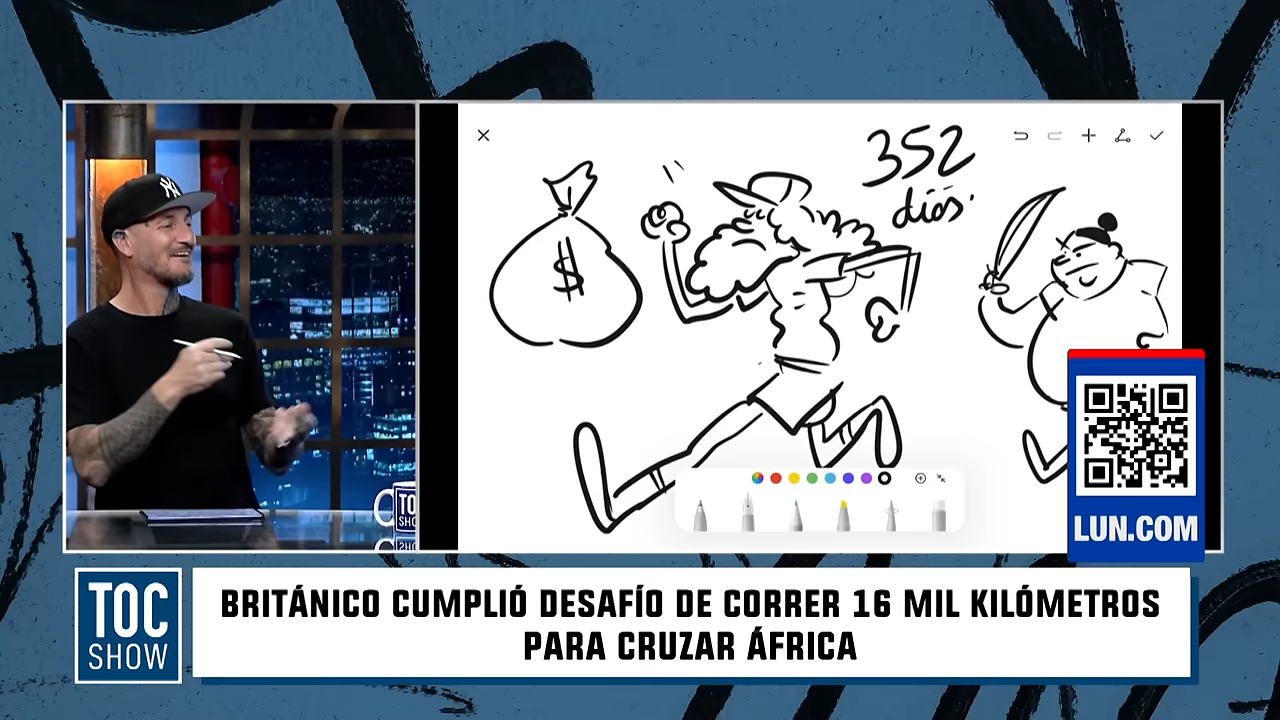 352
días.
$
NY
TOC
SHOW
LUN.COM
TOC
SHOW
BRITÁNICO CUMPLIÓ DESAFÍO DE CORRER 16 MIL KILÓMETROS
PARA CRUZAR ÁFRICA